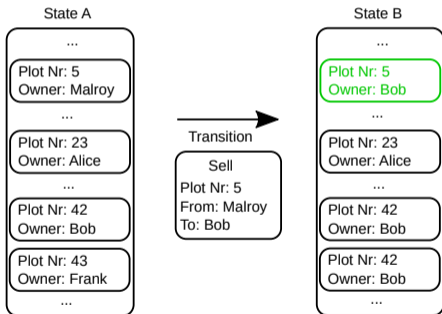 State A
...
Plot Nr: 5
Owner: Malroy
...
Plot Nr: 23
Owner: Alice
...
Plot Nr: 42
Owner: Bob
Plot Nr: 43
Owner: Frank
...
Transition
Sell
Plot Nr: 5
From: Malroy
To: Bob
State B
...
Plot Nr: 5
Owner: Bob
...
Plot Nr: 23
Owner: Alice
...
Plot Nr: 42
Owner: Bob
Plot Nr: 42
Owner: Bob
...